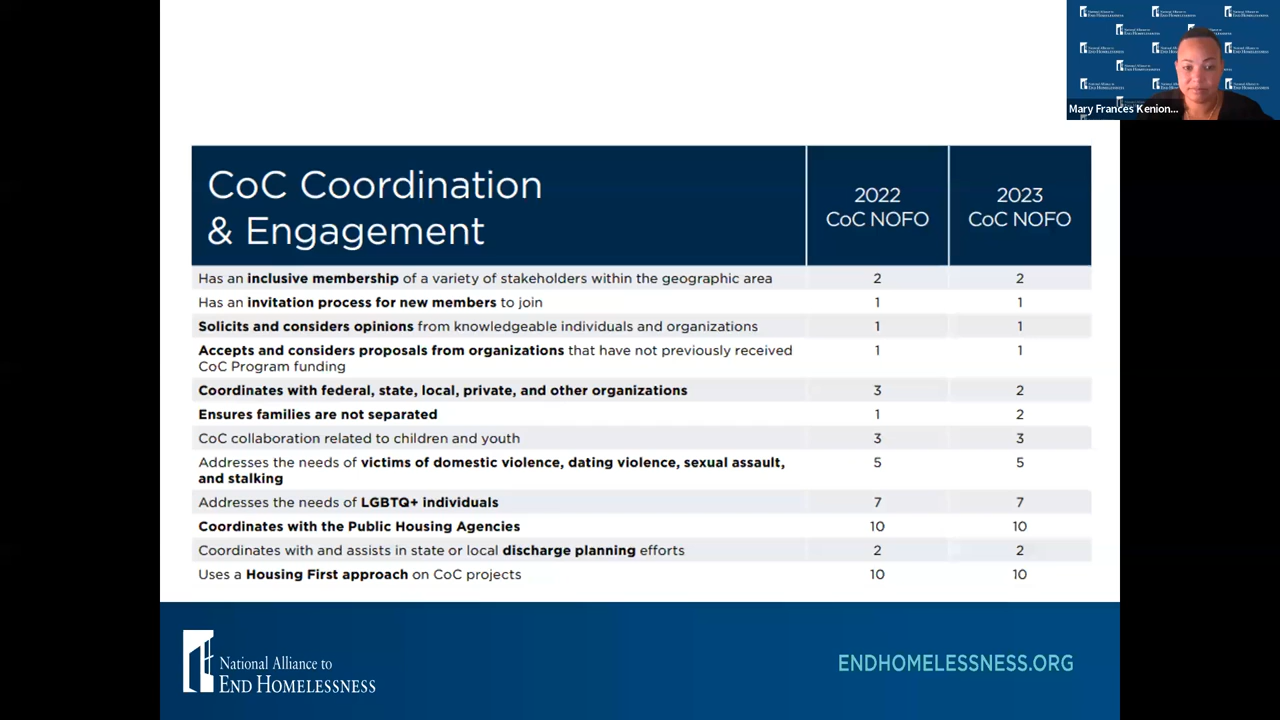 National Alliance to
END HOMELESSNESS
Mary Frances Kenion...
CoC Coordination
& Engagement
2022
CoC NOFO
2023
CoC NOFO
Has an inclusive membership of a variety of stakeholders within the geographic area 2 2
Has an invitation process for new members to join 1 1
Solicits and considers opinions from knowledgeable individuals and organizations 1 1
Accepts and considers proposals from organizations that have not previously received 1 1
CoC Program funding
Coordinates with federal, state, local, private, and other organizations 3 2
Ensures families are not separated 1 2
CoC collaboration related to children and youth 3 3
Addresses the needs of victims of domestic violence, dating violence, sexual assault, 5 5
and stalking
Addresses the needs of LGBTQ+ individuals 7 7
Coordinates with the Public Housing Agencies 10 10
Coordinates with and assists in state or local discharge planning efforts 2 2
Uses a Housing First approach on CoC projects 10 10
National Alliance to
END HOMELESSNESS
ENDHOMELESSNESS.ORG